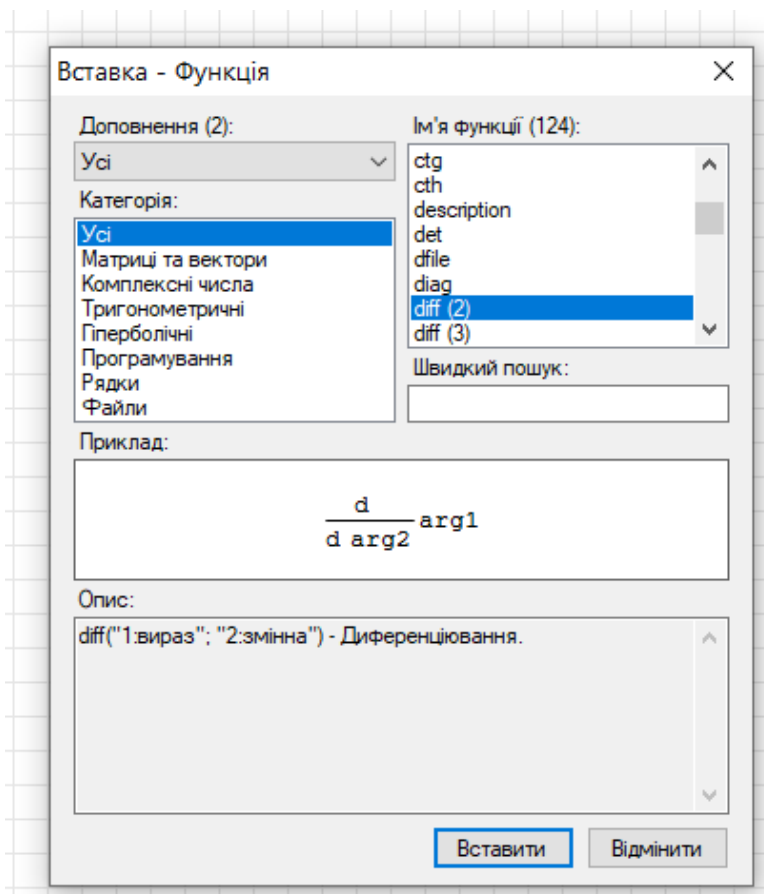 Вставка - Функція
Доповнення (2):
Усі
Категорія:
Усі
Матриці та вектори
Комплексні числа
Тригонометричні
Гіперболічні
Програмування
Рядки
Файли
Ім'я функції (124):
ctg
cth
description
det
dfile
diag
diff (2)
diff (3)
Швидкий пошук:
Приклад:
d
d arg2 arg1
Опис:
diff("1:вираз"; "2:змінна") - Диференціювання.
Вставити Відмінити